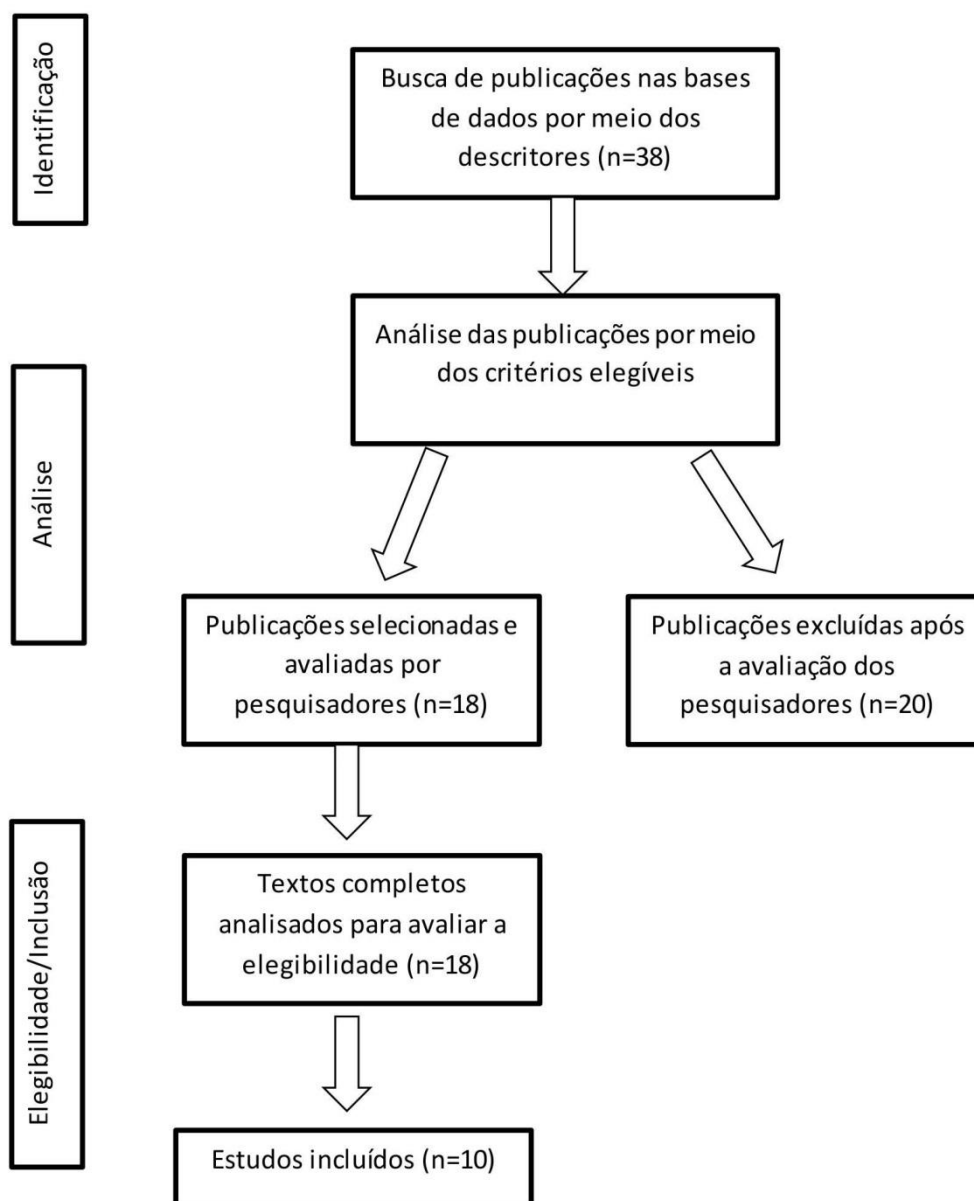 Identificação
Busca de publicações nas bases
de dados por meio dos
descritores (n=38)
Análise das publicações por meio
dos critérios elegíveis
Análise
Publicações selecionadas e
avaliadas por
pesquisadores (n=18)
Publicações excluídas após
a avaliação dos
pesquisadores (n=20)
Elegibilidade/Inclusão
Textos completos
analisados para avaliar a
elegibilidade (n=18)
Estudos incluídos (n=10)